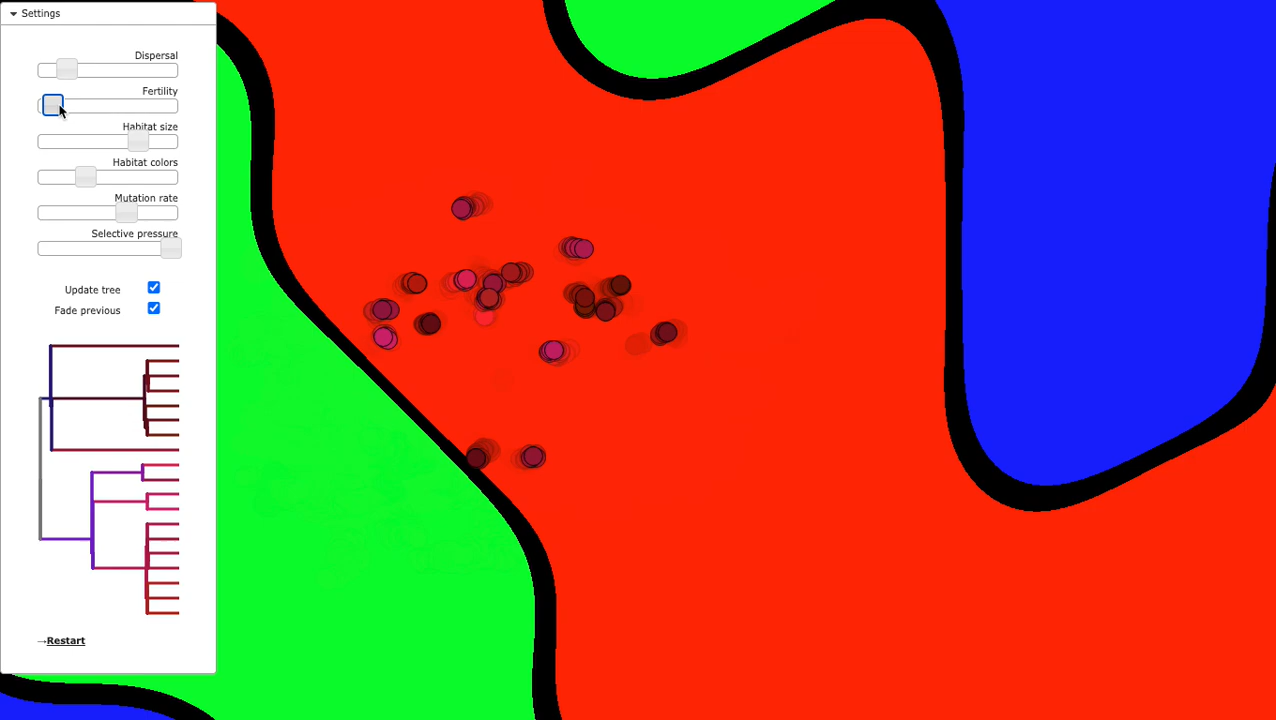 Settings
Dispersal
Fertility
Habitat size
Habitat colors
Mutation rate
Selective pressure
Update tree
Fade previous
→Restart